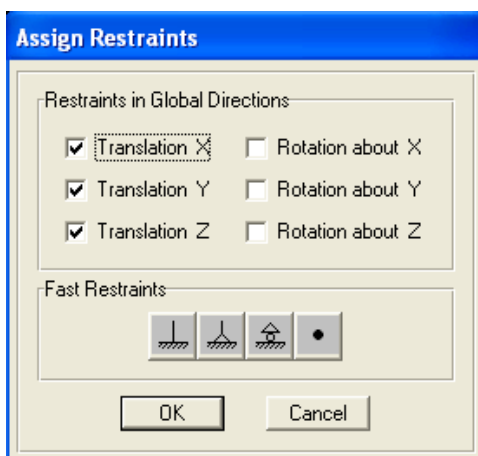 Assign Restraints
Restraints in Global Directions
Translation X Rotation about X
Translation Y Rotation about Y
Translation Z Rotation about Z
Fast Restraints
OK Cancel